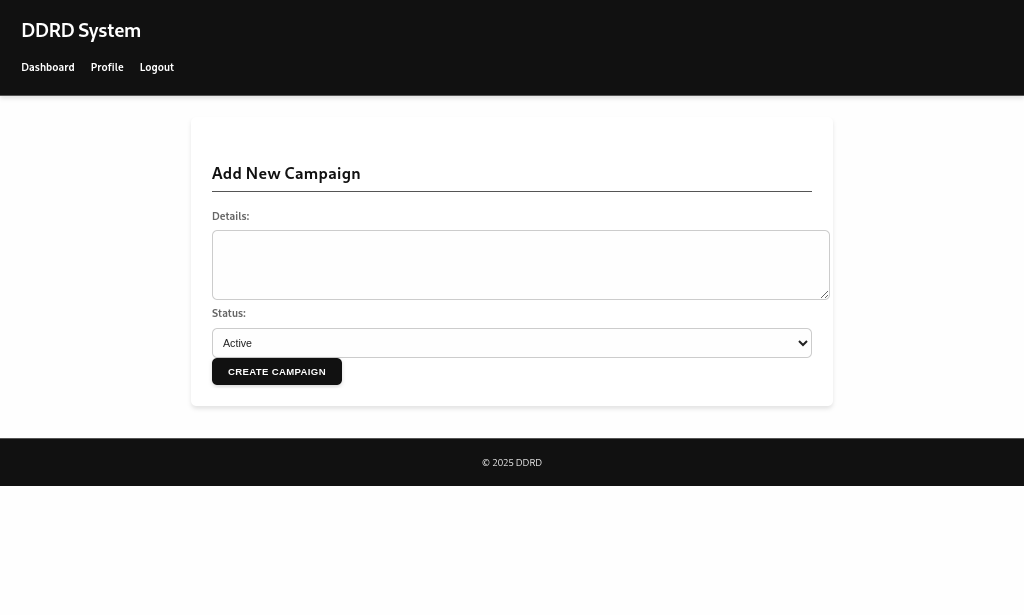 DDRD System
Dashboard Profile Logout
Add New Campaign
Details:
Status:
Active
CREATE CAMPAIGN
© 2025 DDRD